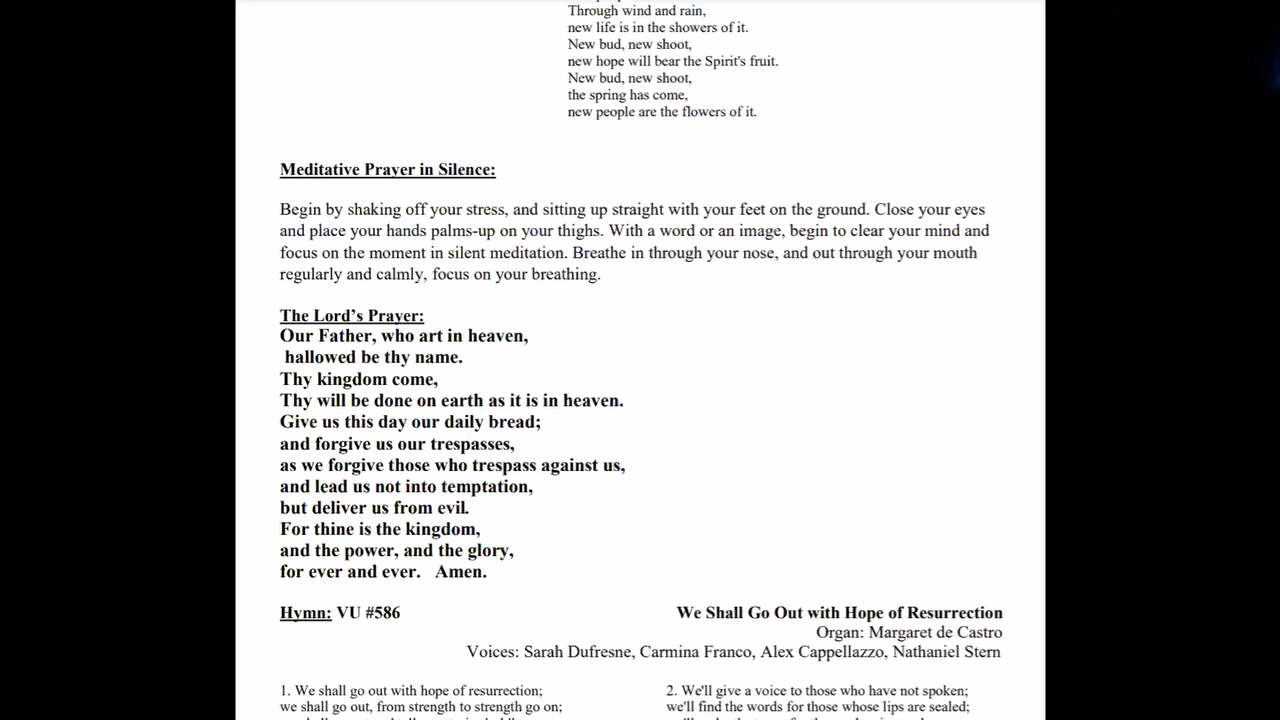 Through wind and rain,
new life is in the showers of it.
New bud, new shoot,
new hope will bear the Spirit's fruit.
New bud, new shoot,
the spring has come,
new people are the flowers of it.
Meditative Prayer in Silence:
Begin by shaking off your stress, and sitting up straight with your feet on the ground. Close your eyes
and place your hands palms-up on your thighs. With a word or an image, begin to clear your mind and
focus on the moment in silent meditation. Breathe in through your nose, and out through your mouth
regularly and calmly, focus on your breathing.
The Lord's Prayer:
Our Father, who art in heaven,
hallowed be thy name.
Thy kingdom come,
Thy will be done on earth as it is in heaven.
Give us this day our daily bread;
and forgive us our trespasses,
as we forgive those who trespass against us,
and lead us not into temptation,
but deliver us from evil.
For thine is the kingdom,
and the power, and the glory,
for ever and ever.   Amen.
Hymn: VU #586
We Shall Go Out with Hope of Resurrection
Organ: Margaret de Castro
Voices: Sarah Dufresne, Carmina Franco, Alex Cappellazzo, Nathaniel Stern
1. We shall go out with hope of resurrection;
we shall go out, from strength to strength go on;
2. We'll give a voice to those who have not spoken;
we'll find the words for those whose lips are sealed;